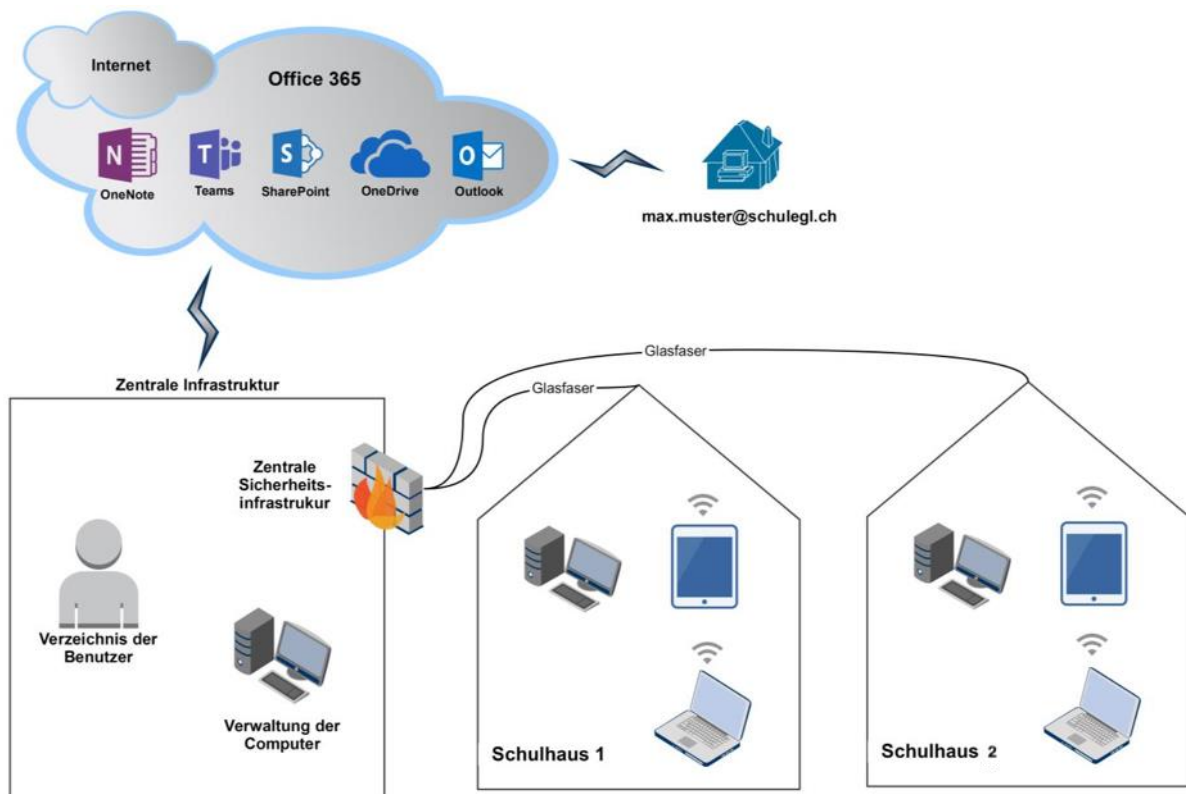 Internet
Office 365
N
T
S
O
OneNote
Teams
SharePoint
OneDrive
Outlook
max.muster@schulegl.ch
Glasfaser
Zentrale Infrastruktur
Glasfaser
Zentrale
Sicherheits-
infrastrukur
Verzeichnis der
Benutzer
Verwaltung der
Computer
Schulhaus 1
Schulhaus 2